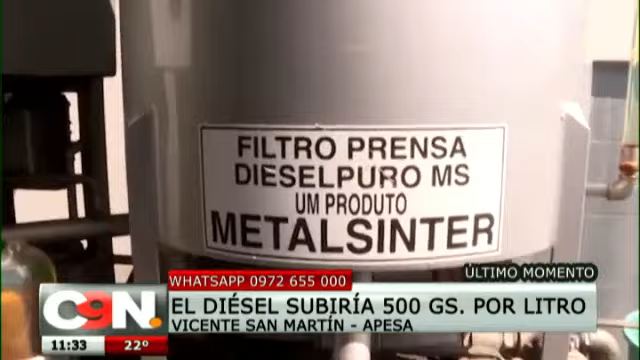 FILTRO PRENSA
DIESELPURO MS
UM PRODUTO
METALSINTER
WHATSAPP 0972 655 000
ÚLTIMO MOMENTO
C9N.
EL DIÉSEL SUBIRÍA 500 GS. POR LITRO
VICENTE SAN MARTÍN - APESA
11:33
22º